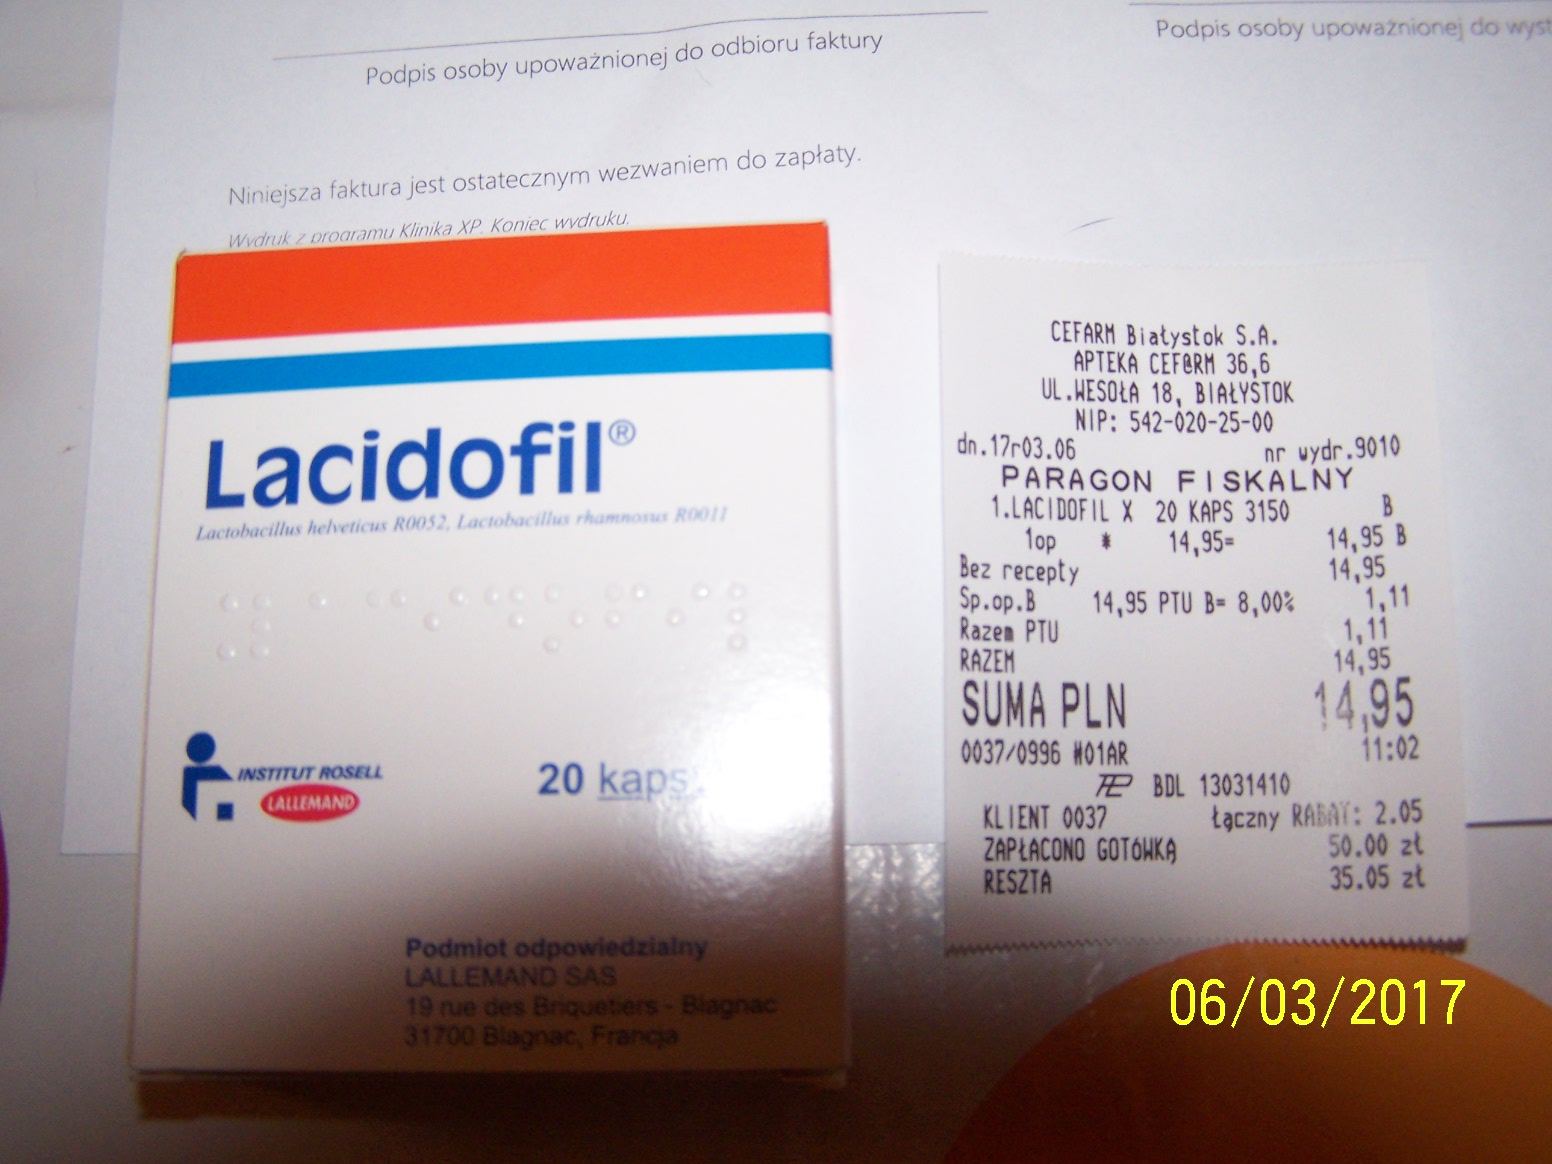 Podpis osoby upoważnionej do odbioru faktury
Podpis osoby upoważnionej do
Niniejsza faktura jest ostatecznym wezwaniem do zapłaty.
Wydruk z programu Klinika XP. Koniec wydruku.
Lacidofil®
Lactobacillus helveticus R0052, Lactobacillus rhamnosus R0011
INSTITUT ROSELL
LALLEMAND
20 kaps.
Podmiot odpowiedzialny
LALLEMAND SAS
19 rue des Briquetiers - Blagnac
31700 Blagnac, Francja
CEFARM Białystok S.A.
APTEKA CEF@RM 36,6
UL.WESOŁA 18, BIAŁYSTOK
NIP: 542-020-25-00
dn.17r03.06 nr wydr.9010
PARAGON FISKALNY
1.LACIDOFIL X 20 KAPS 3150 B
1op * 14,95= 14,95 B
Bez recepty 14,95
Sp.op.B 14,95 PTU B= 8,00% 1,11
Razem PTU 1,11
RAZEM 14,95
SUMA PLN 14,95
0037/0996 #01AR 11:02
BDL 13031410
KLIENT 0037 Łączny RABAT: 2.05
ZAPŁACONO GOTÓWKĄ 50.00 zł
RESZTA 35.05 zł
06/03/2017